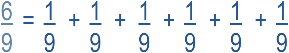 6/9 = 1/9 + 1/9 + 1/9 + 1/9 + 1/9 + 1/9